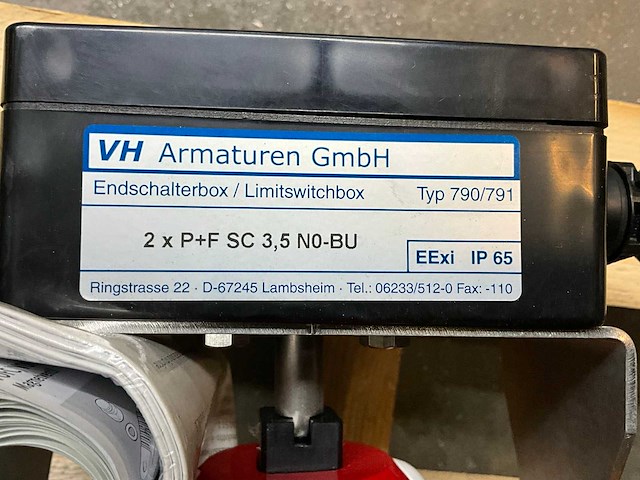 VH Armaturen GmbH
Endschalterbox / Limitswitchbox Typ 790/791
2 x P+F SC 3,5 N0-BU
EExi IP 65
Ringstrasse 22 · D-67245 Lambsheim · Tel.: 06233/512-0 Fax: -110